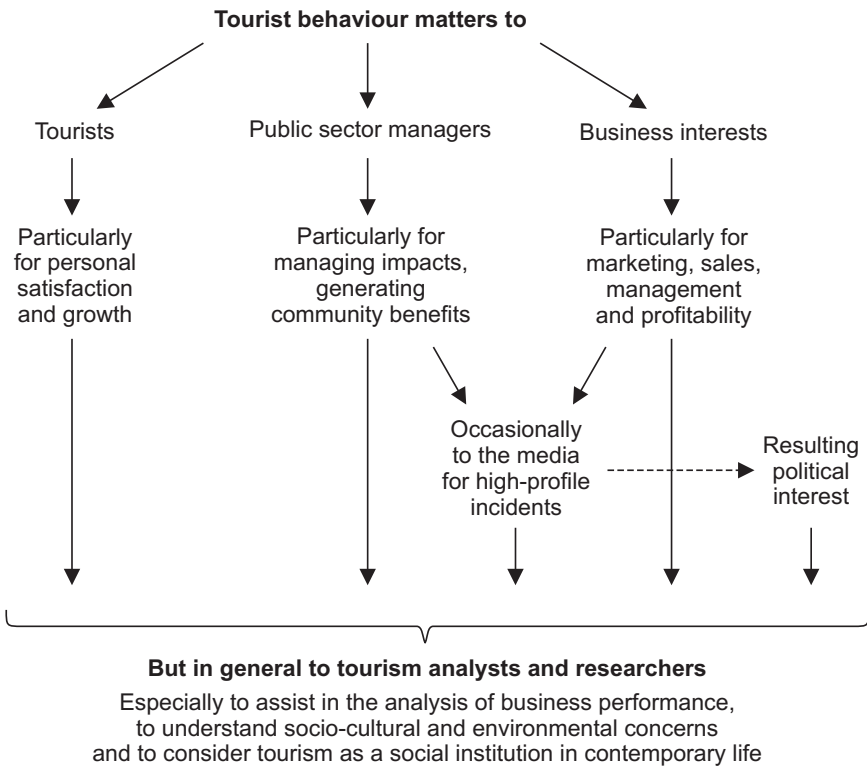 Tourist behaviour matters to
Tourists
Public sector managers
Business interests
Particularly
for personal
satisfaction
and growth
Particularly for
managing impacts,
generating
community benefits
Particularly for
marketing, sales,
management
and profitability
Occasionally
to the media
for high-profile
incidents
Resulting
political
interest
But in general to tourism analysts and researchers
Especially to assist in the analysis of business performance,
to understand socio-cultural and environmental concerns
and to consider tourism as a social institution in contemporary life